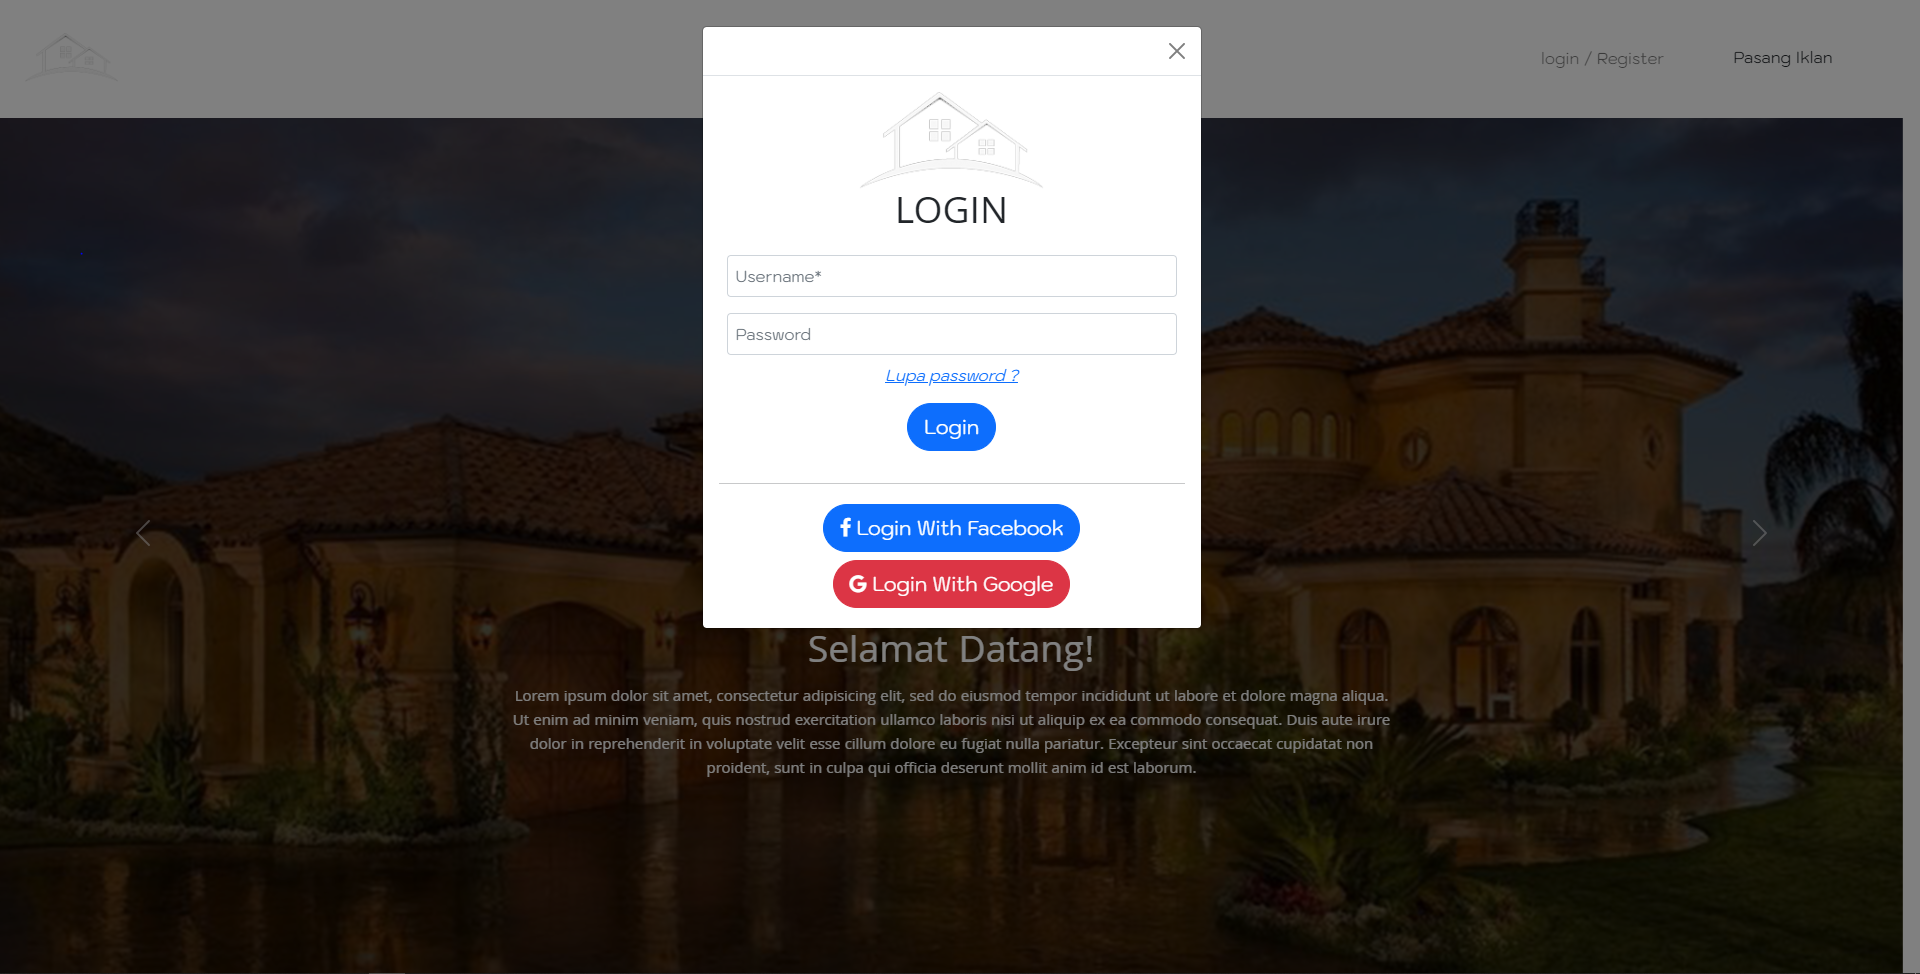 login / Register
Pasang Iklan
LOGIN
Username*
Password
Lupa password ?
Login
Login With Facebook
Login With Google
Selamat Datang!
Lorem ipsum dolor sit amet, consectetur adipisicing elit, sed do eiusmod tempor incididunt ut labore et dolore magna aliqua.
Ut enim ad minim veniam, quis nostrud exercitation ullamco laboris nisi ut aliquip ex ea commodo consequat. Duis aute irure
dolor in reprehenderit in voluptate velit esse cillum dolore eu fugiat nulla pariatur. Excepteur sint occaecat cupidatat non
proident, sunt in culpa qui officia deserunt mollit anim id est laborum.